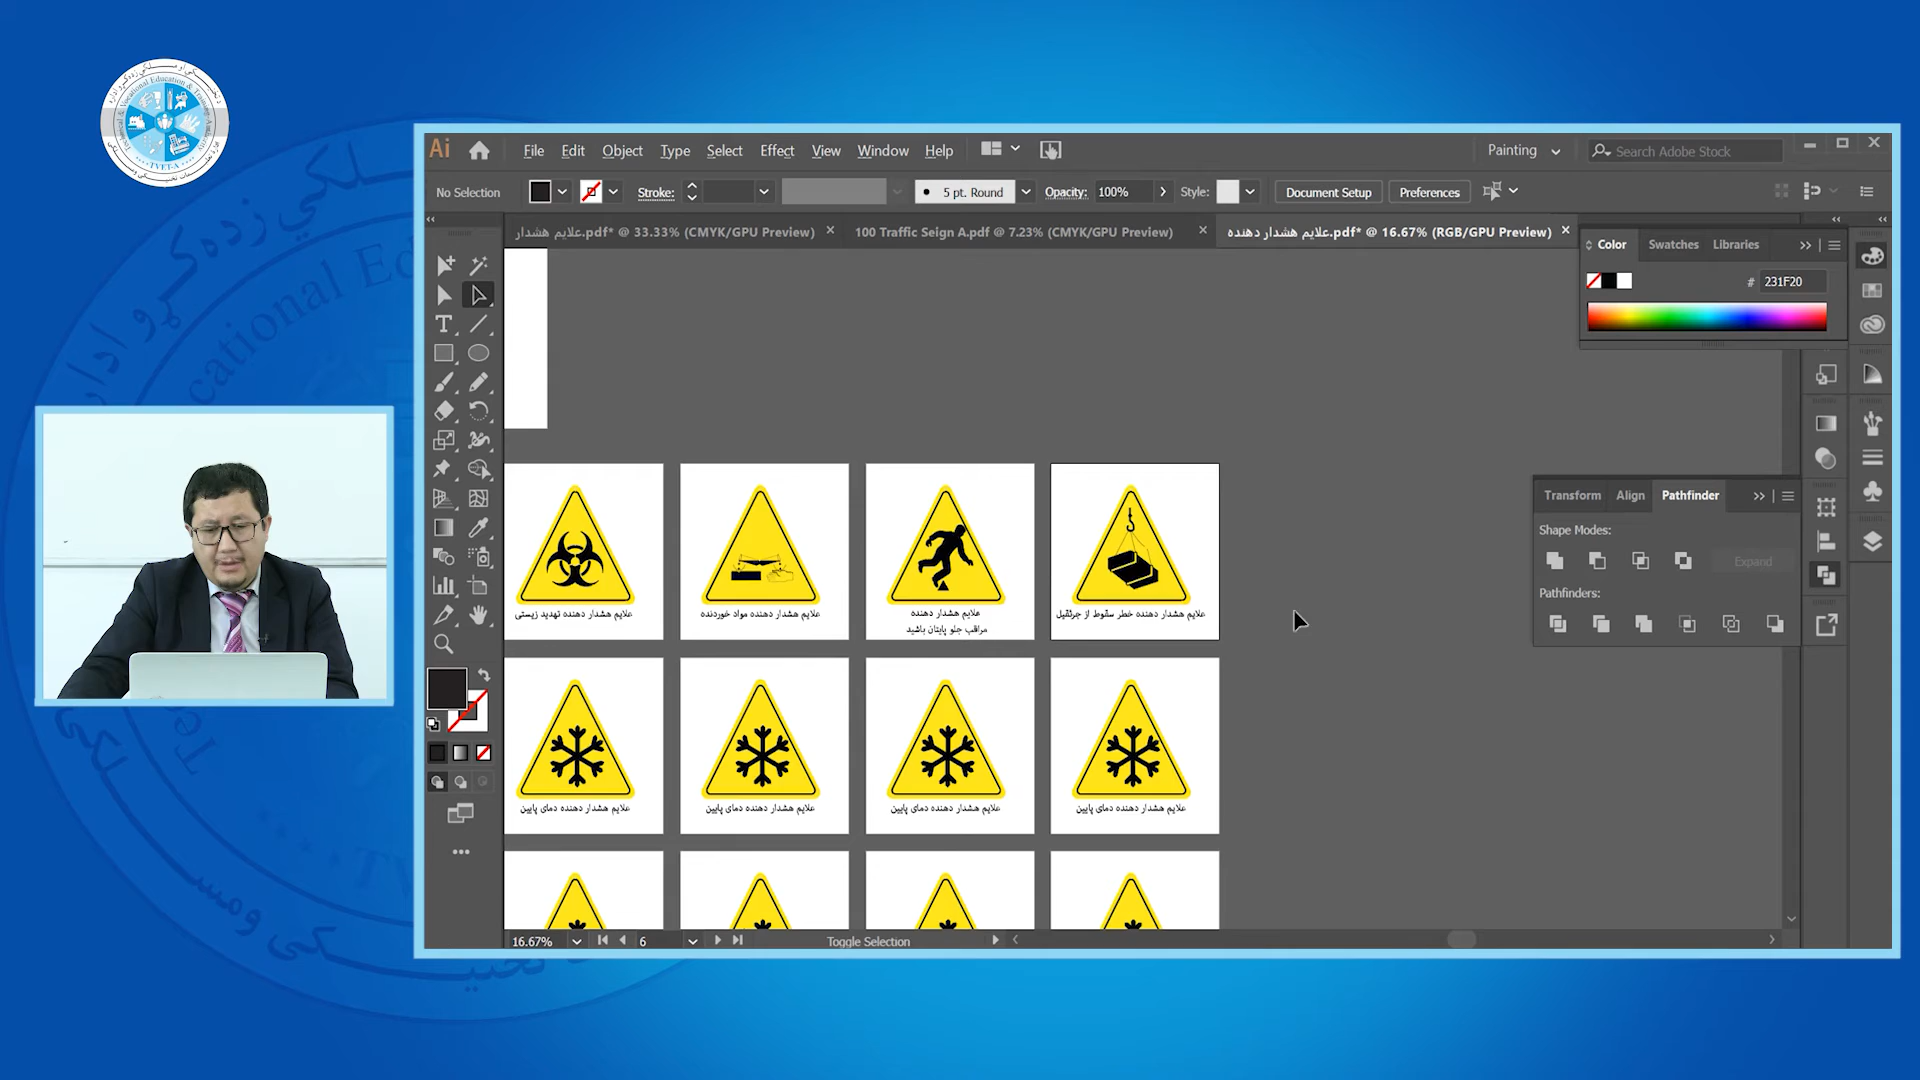 Technical & Vocational Education & Training
TVET-A
Ai
File Edit Object Type Select Effect View Window Help
Painting
Search Adobe Stock
No Selection
Stroke:
5 pt. Round
Opacity: 100%
Style:
Document Setup
Preferences
علایم هشدار.pdf* @ 33.33% (CMYK/GPU Preview)
100 Traffic Seign A.pdf @ 7.23% (CMYK/GPU Preview)
علایم هشدار دهنده.pdf* @ 16.67% (RGB/GPU Preview)
Color Swatches Libraries
# 231F20
Transform Align Pathfinder
Shape Modes:
Expand
Pathfinders:
علایم هشدار دهنده تهدید زیستی
علایم هشدار دهنده مواد خورنده
علایم هشدار دهنده
مراقب جلو پایتان باشید
علایم هشدار دهنده خطر سقوط از جرثقیل
علایم هشدار دهنده دمای پایین
علایم هشدار دهنده دمای پایین
علایم هشدار دهنده دمای پایین
علایم هشدار دهنده دمای پایین
16.67%
6
Toggle Selection